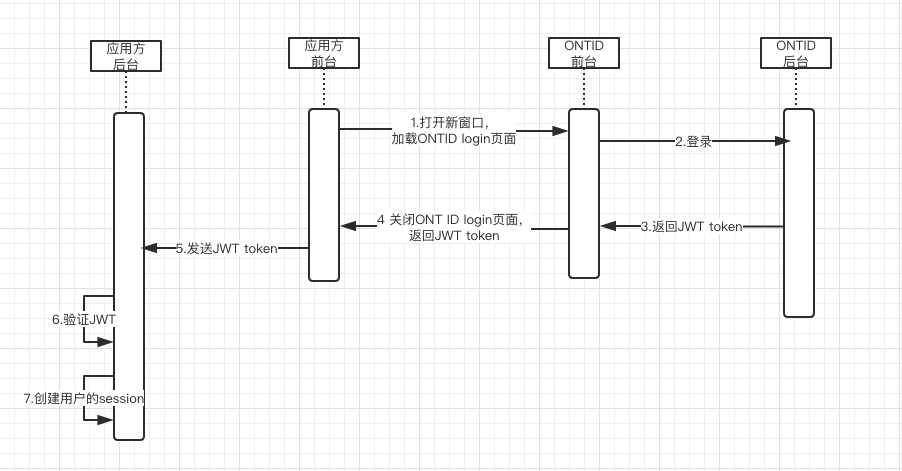 应用方
后台
应用方
前台
ONTID
前台
ONTID
后台
1.打开新窗口，
加载ONTID login页面
2.登录
3.返回JWT token
4 关闭ONT ID login页面，
返回JWT token
5.发送JWT token
6.验证JWT
7.创建用户的session